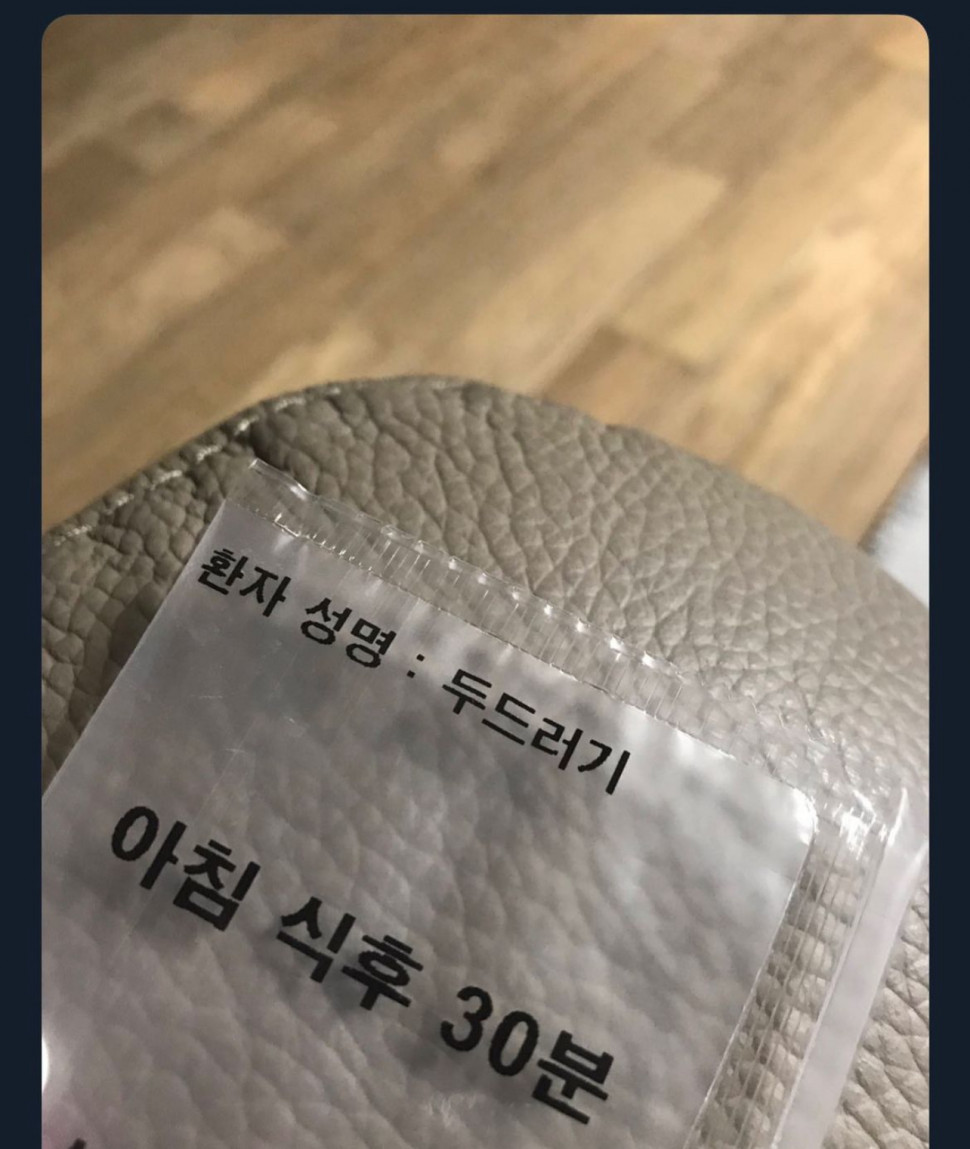 환자 성명 : 두드러기
아침 식후 30분